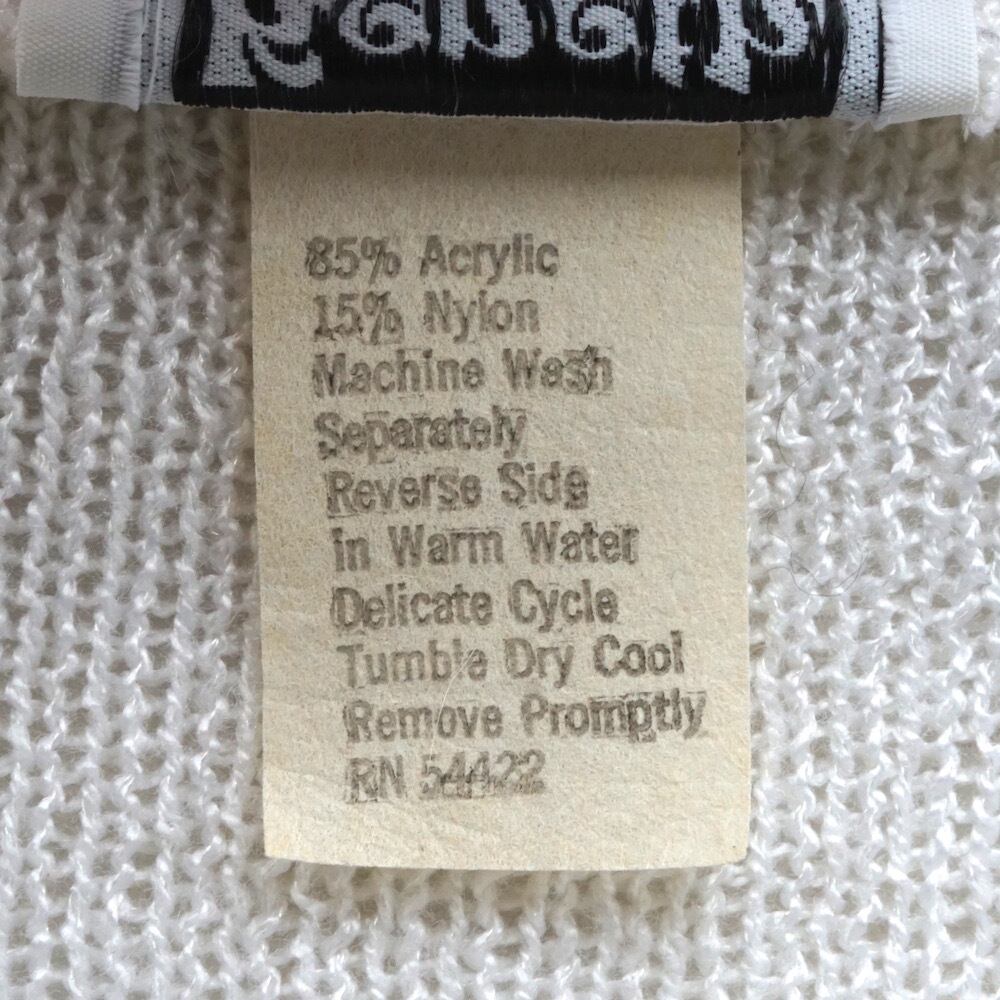 85% Acrylic
15% Nylon
Machine Wash
Separately
Reverse Side
in Warm Water
Delicate Cycle
Tumble Dry Cool
Remove Promptly
RN 54422